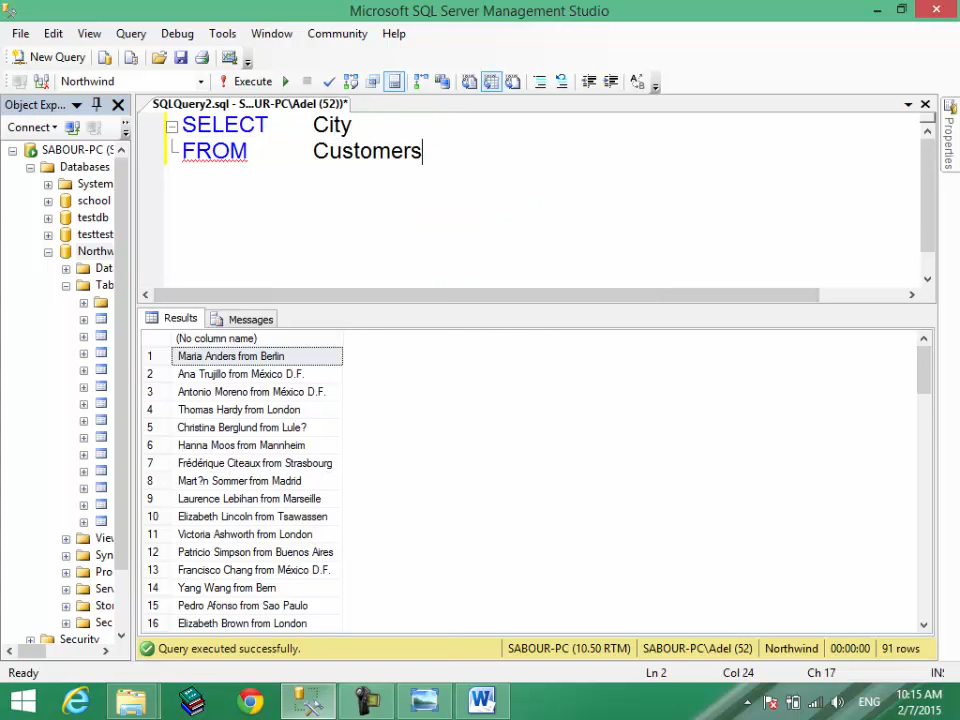 Microsoft SQL Server Management Studio
File Edit View Query Debug Tools Window Community Help
New Query
Northwind Execute
Object Exp...
SQLQuery2.sql - S...UR-PC\Adel (52))*
Connect
SABOUR-PC (S
Databases
System
school
testdb
testtest
Northw
Dat
Tab
Viev
Syn
Pro
Ser
Stor
Sec
Security
SELECT City
FROM Customers
Properties
Results Messages
(No column name)
1 Maria Anders from Berlin
2 Ana Trujillo from México D.F.
3 Antonio Moreno from México D.F.
4 Thomas Hardy from London
5 Christina Berglund from Lule?
6 Hanna Moos from Mannheim
7 Frédérique Citeaux from Strasbourg
8 Mart?n Sommer from Madrid
9 Laurence Lebihan from Marseille
10 Elizabeth Lincoln from Tsawassen
11 Victoria Ashworth from London
12 Patricio Simpson from Buenos Aires
13 Francisco Chang from México D.F.
14 Yang Wang from Bern
15 Pedro Afonso from Sao Paulo
16 Elizabeth Brown from London
Query executed successfully. SABOUR-PC (10.50 RTM) SABOUR-PC\Adel (52) Northwind 00:00:00 91 rows
Ready Ln 2 Col 24 Ch 17 INS
ENG
10:15 AM
2/7/2015